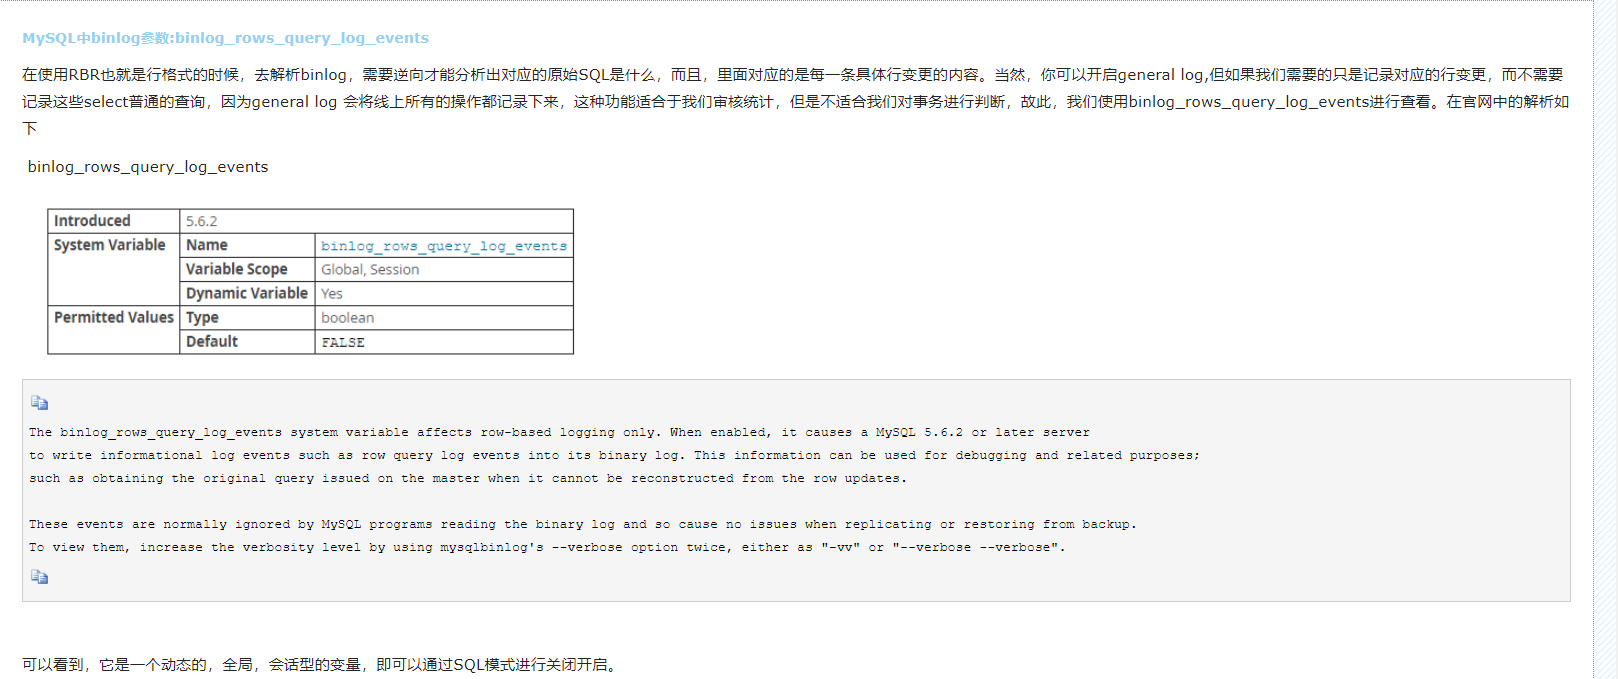 MySQL中binlog参数:binlog_rows_query_log_events
在使用RBR也就是行格式的时候，去解析binlog，需要逆向才能分析出对应的原始SQL是什么，而且，里面对应的是每一条具体行变更的内容。当然，你可以开启general log,但如果我们需要的只是记录对应的行变更，而不需要
记录这些select普通的查询，因为general log 会将线上所有的操作都记录下来，这种功能适合于我们审核统计，但是不适合我们对事务进行判断，故此，我们使用binlog_rows_query_log_events进行查看。在官网中的解析如
下
binlog_rows_query_log_events
Introduced 5.6.2
System Variable Name binlog_rows_query_log_events
Variable Scope Global, Session
Dynamic Variable Yes
Permitted Values Type boolean
Default FALSE
The binlog_rows_query_log_events system variable affects row-based logging only. When enabled, it causes a MySQL 5.6.2 or later server
to write informational log events such as row query log events into its binary log. This information can be used for debugging and related purposes;
such as obtaining the original query issued on the master when it cannot be reconstructed from the row updates.
These events are normally ignored by MySQL programs reading the binary log and so cause no issues when replicating or restoring from backup.
To view them, increase the verbosity level by using mysqlbinlog's --verbose option twice, either as "-vv" or "--verbose --verbose".
可以看到，它是一个动态的，全局，会话型的变量，即可以通过SQL模式进行关闭开启。